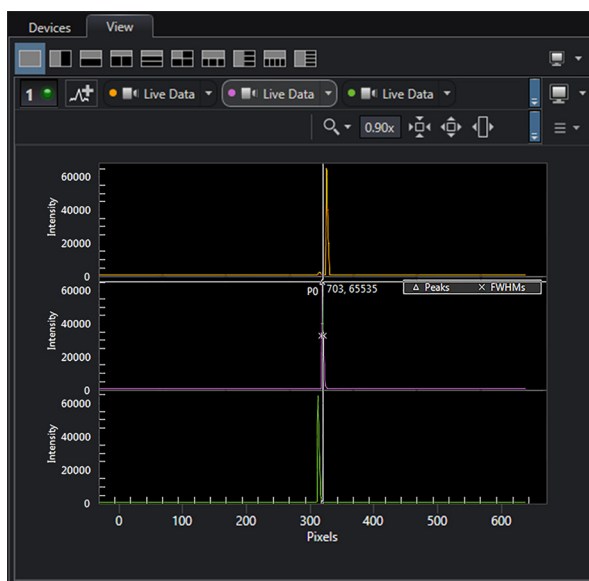 Devices View
1 Live Data Live Data Live Data
0.90x
60000
40000
20000
0
Intensity
P0 703, 65535 Peaks FWHMs
60000
40000
20000
0
Intensity
60000
40000
20000
0
Intensity
0 100 200 300 400 500 600
Pixels